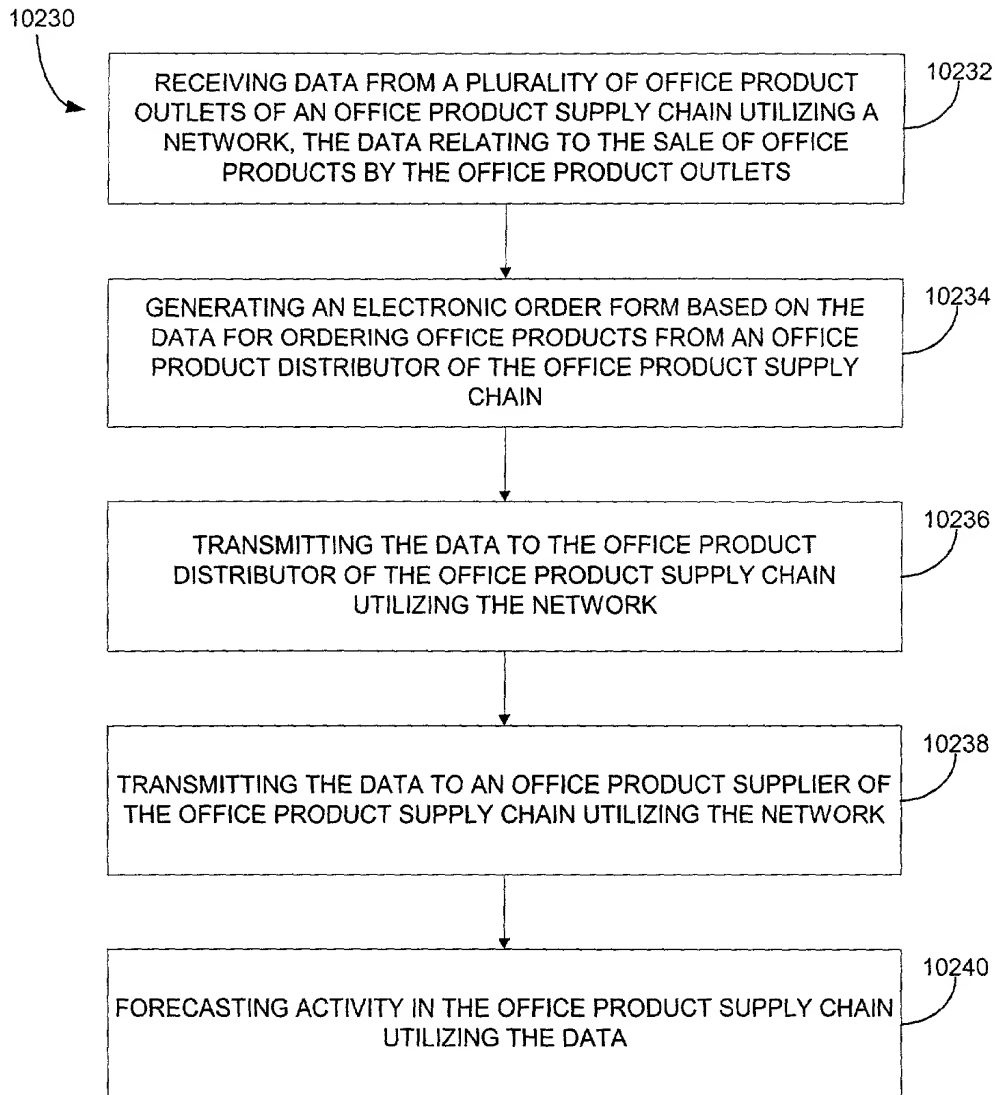 10230
RECEIVING DATA FROM A PLURALITY OF OFFICE PRODUCT
OUTLETS OF AN OFFICE PRODUCT SUPPLY CHAIN UTILIZING A
NETWORK, THE DATA RELATING TO THE SALE OF OFFICE
PRODUCTS BY THE OFFICE PRODUCT OUTLETS
10232
GENERATING AN ELECTRONIC ORDER FORM BASED ON THE
DATA FOR ORDERING OFFICE PRODUCTS FROM AN OFFICE
PRODUCT DISTRIBUTOR OF THE OFFICE PRODUCT SUPPLY
CHAIN
10234
TRANSMITTING THE DATA TO THE OFFICE PRODUCT
DISTRIBUTOR OF THE OFFICE PRODUCT SUPPLY CHAIN
UTILIZING THE NETWORK
10236
TRANSMITTING THE DATA TO AN OFFICE PRODUCT SUPPLIER OF
THE OFFICE PRODUCT SUPPLY CHAIN UTILIZING THE NETWORK
10238
FORECASTING ACTIVITY IN THE OFFICE PRODUCT SUPPLY CHAIN
UTILIZING THE DATA
10240